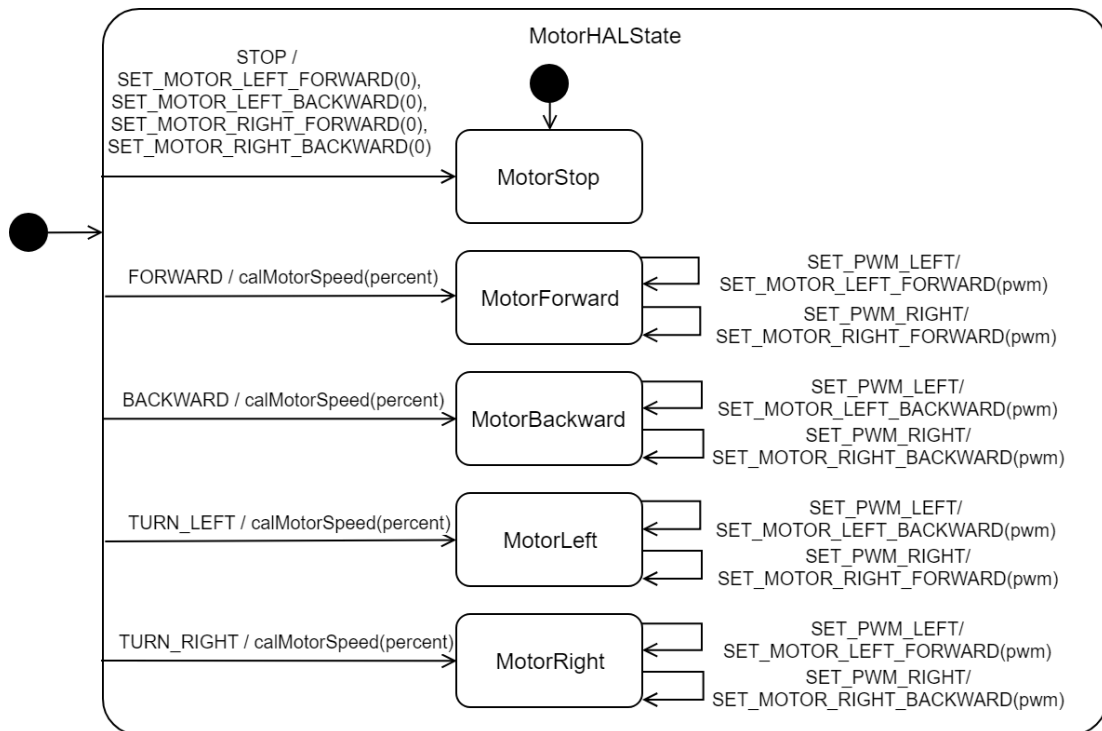 MotorHALState
STOP /
SET_MOTOR_LEFT_FORWARD(0),
SET_MOTOR_LEFT_BACKWARD(0),
SET_MOTOR_RIGHT_FORWARD(0),
SET_MOTOR_RIGHT_BACKWARD(0)
MotorStop
FORWARD / calMotorSpeed(percent)
MotorForward
SET_PWM_LEFT/
SET_MOTOR_LEFT_FORWARD(pwm)
SET_PWM_RIGHT/
SET_MOTOR_RIGHT_FORWARD(pwm)
BACKWARD / calMotorSpeed(percent)
MotorBackward
SET_PWM_LEFT/
SET_MOTOR_LEFT_BACKWARD(pwm)
SET_PWM_RIGHT/
SET_MOTOR_RIGHT_BACKWARD(pwm)
TURN_LEFT / calMotorSpeed(percent)
MotorLeft
SET_PWM_LEFT/
SET_MOTOR_LEFT_BACKWARD(pwm)
SET_PWM_RIGHT/
SET_MOTOR_RIGHT_FORWARD(pwm)
TURN_RIGHT / calMotorSpeed(percent)
MotorRight
SET_PWM_LEFT/
SET_MOTOR_LEFT_FORWARD(pwm)
SET_PWM_RIGHT/
SET_MOTOR_RIGHT_BACKWARD(pwm)